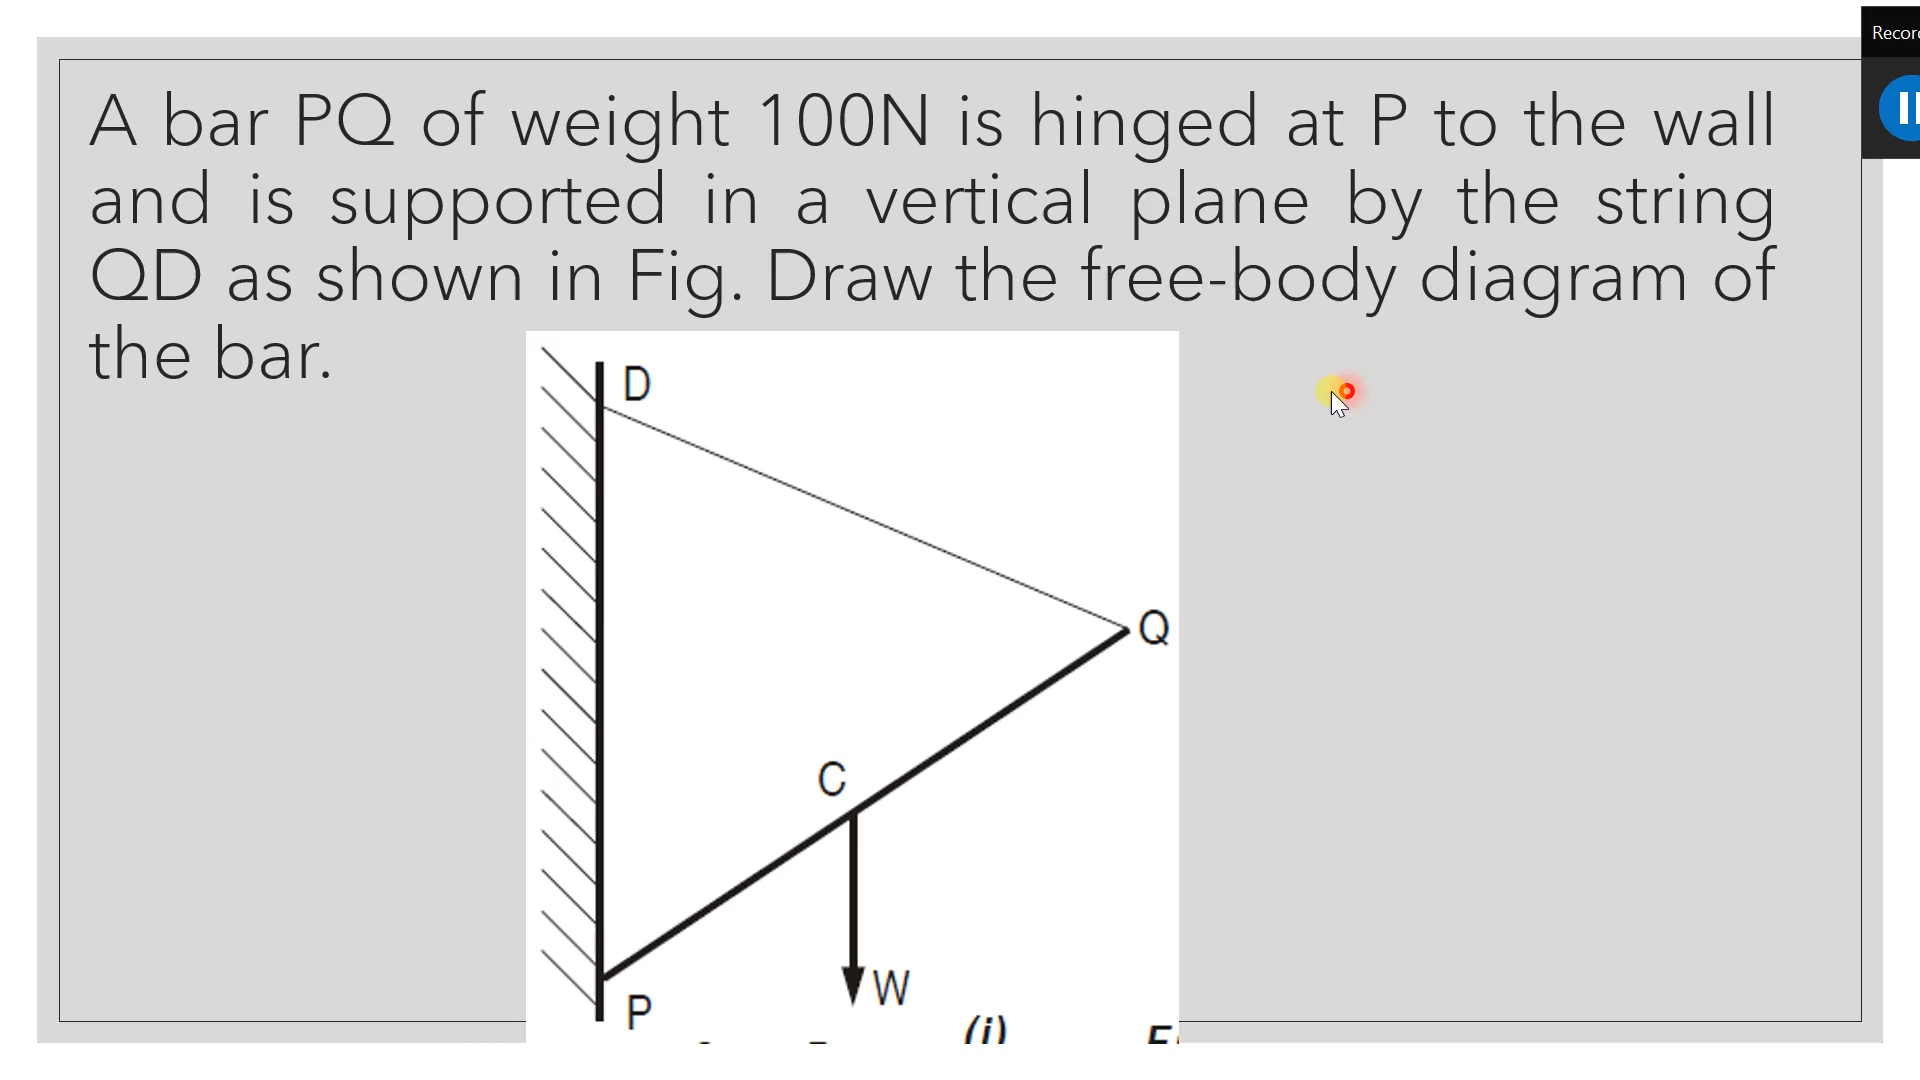 A bar PQ of weight 100N is hinged at P to the wall
and is supported in a vertical plane by the string
QD as shown in Fig. Draw the free-body diagram of
the bar.
D
Q
C
W
P
(i)